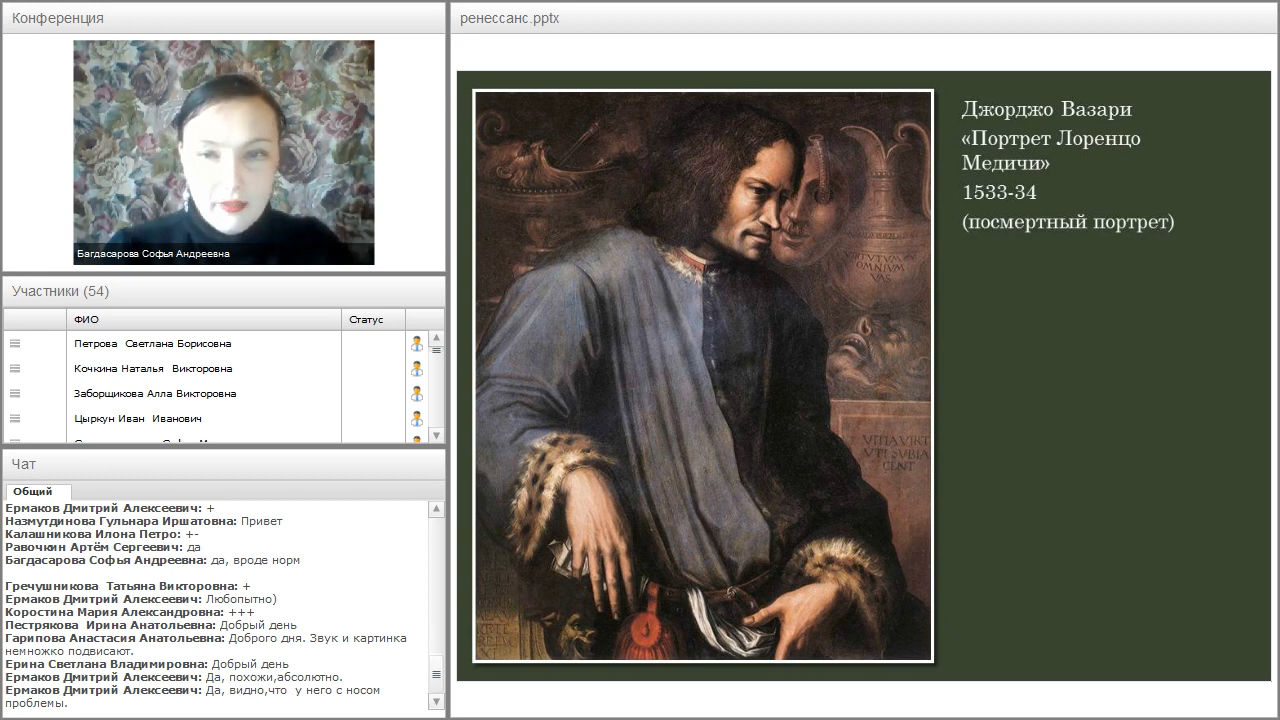 Конференция
Багдасарова Софья Андреевна
Участники (54)
ФИО
Статус
Петрова Светлана Борисовна
Кочкина Наталья Викторовна
Заборщикова Алла Викторовна
Цыркун Иван Иванович
Чат
Общий
Ермаков Дмитрий Алексеевич: +
Назмутдинова Гульнара Иршатовна: Привет
Калашникова Илона Петро: +-
Равочкин Артём Сергеевич: да
Багдасарова Софья Андреевна: да, вроде норм
Гречушникова Татьяна Викторовна: +
Ермаков Дмитрий Алексеевич: Любопытно)
Коростина Мария Александровна: +++
Пестрякова Ирина Анатольевна: Добрый день
Гарипова Анастасия Анатольевна: Доброго дня. Звук и картинка
немножко подвисают.
Ерина Светлана Владимировна: Добрый день
Ермаков Дмитрий Алексеевич: Да, похожи,абсолютно.
Ермаков Дмитрий Алексеевич: Да, видно,что у него с носом
проблемы.
ренессанс.pptx
Джорджо Вазари
«Портрет Лоренцо
Медичи»
1533-34
(посмертный портрет)
OMNIUM
VAS